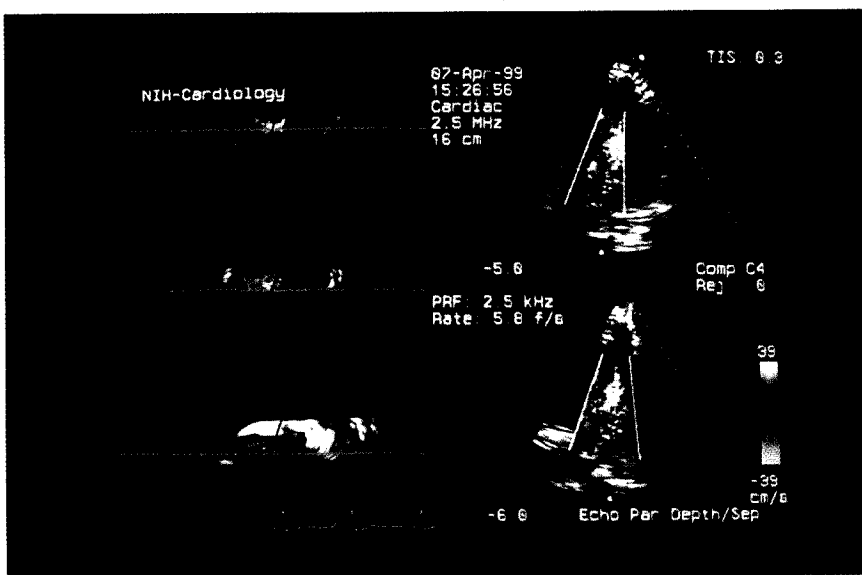 NIH-Cardiology
07-Apr-99
15:26:56
Cardiac
2.5 MHz
16 cm
TIS 0.3
-5.0
Comp C4
Rej 0
PRF: 2.5 kHz
Rate: 5.8 f/s
39
-39
cm/s
-6.0
Echo Par Depth/Sep